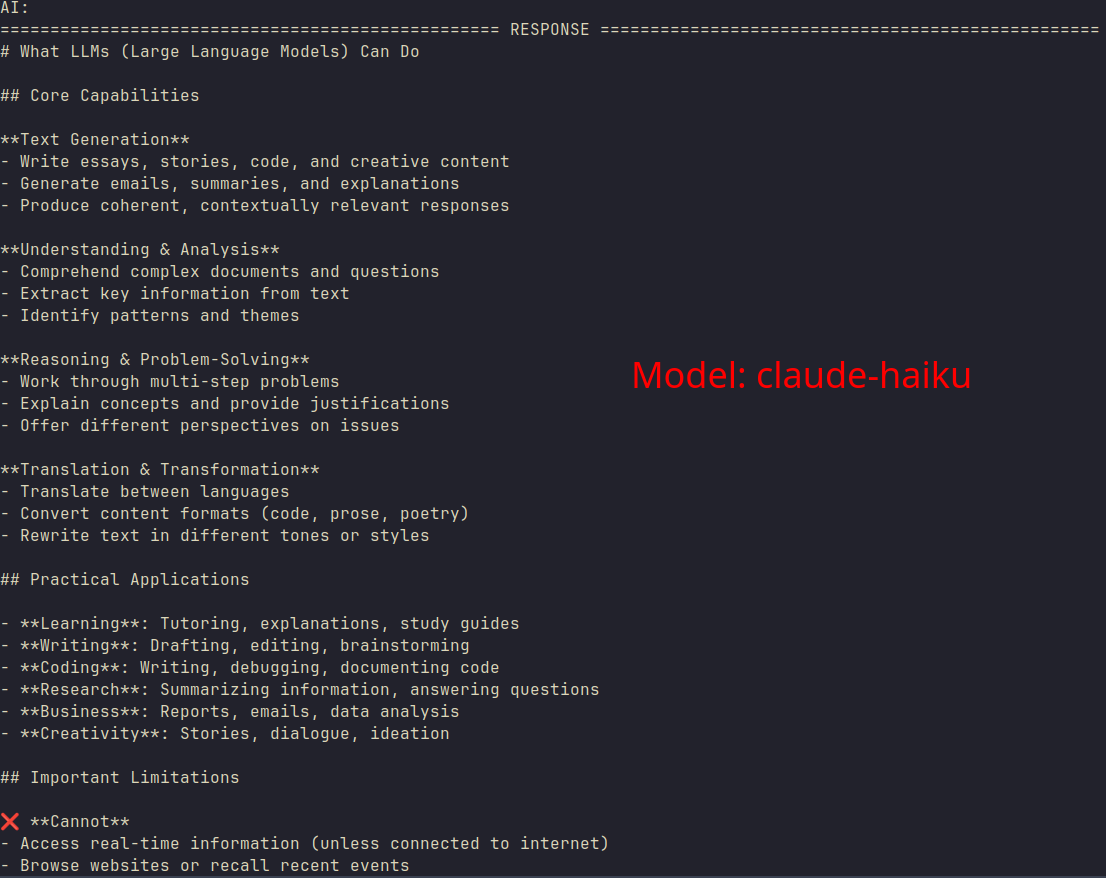 AI:
================================================== RESPONSE ==================================================
# What LLMs (Large Language Models) Can Do
## Core Capabilities
**Text Generation**
- Write essays, stories, code, and creative content
- Generate emails, summaries, and explanations
- Produce coherent, contextually relevant responses
**Understanding & Analysis**
- Comprehend complex documents and questions
- Extract key information from text
- Identify patterns and themes
**Reasoning & Problem-Solving**
- Work through multi-step problems
- Explain concepts and provide justifications
- Offer different perspectives on issues
Model: claude-haiku
**Translation & Transformation**
- Translate between languages
- Convert content formats (code, prose, poetry)
- Rewrite text in different tones or styles
## Practical Applications
- **Learning**: Tutoring, explanations, study guides
- **Writing**: Drafting, editing, brainstorming
- **Coding**: Writing, debugging, documenting code
- **Research**: Summarizing information, answering questions
- **Business**: Reports, emails, data analysis
- **Creativity**: Stories, dialogue, ideation
## Important Limitations
❌ **Cannot**
- Access real-time information (unless connected to internet)
- Browse websites or recall recent events